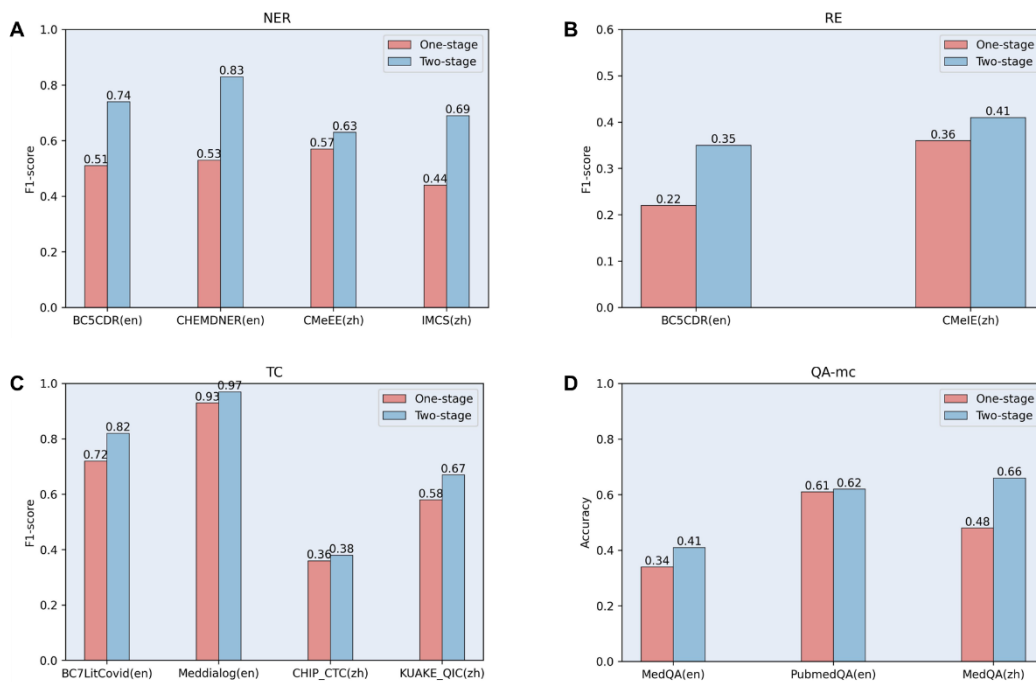 A
NER
One-stage
Two-stage
1.0
0.8
0.6
0.4
0.2
0.0
F1-score
0.51
0.74
0.53
0.83
0.57
0.63
0.44
0.69
BC5CDR(en)
CHEMDNER(en)
CMeEE(zh)
IMCS(zh)
B
RE
One-stage
Two-stage
0.6
0.5
0.4
0.3
0.2
0.1
0.0
F1-score
0.22
0.35
0.36
0.41
BC5CDR(en)
CMeIE(zh)
C
TC
One-stage
Two-stage
1.0
0.8
0.6
0.4
0.2
0.0
F1-score
0.72
0.82
0.93
0.97
0.36
0.38
0.58
0.67
BC7LitCovid(en)
Meddialog(en)
CHIP_CTC(zh)
KUAKE_QIC(zh)
D
QA-mc
One-stage
Two-stage
1.0
0.8
0.6
0.4
0.2
0.0
Accuracy
0.34
0.41
0.61
0.62
0.48
0.66
MedQA(en)
PubmedQA(en)
MedQA(zh)